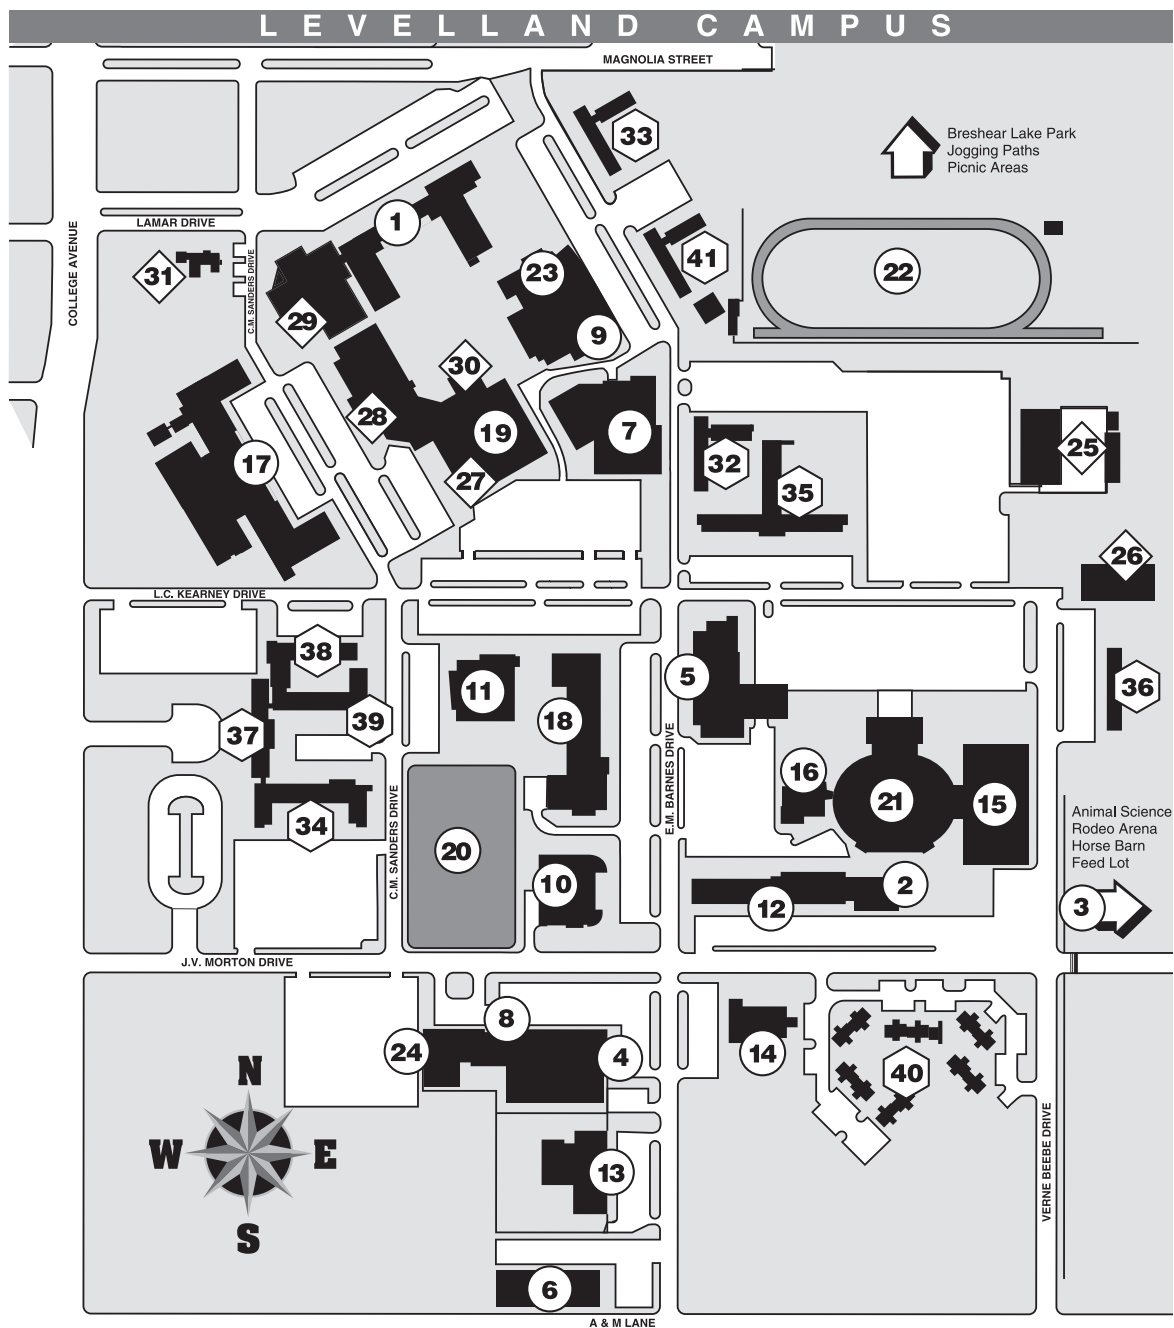 LEVELLAND CAMPUS
MAGNOLIA STREET
33
Breshear Lake Park
Jogging Paths
Picnic Areas
LAMAR DRIVE
1
COLLEGE AVENUE
31
C.M. SANDERS DRIVE
29
23
41
22
9
30
28
19
7
17
27
32
35
25
26
L.C. KEARNEY DRIVE
38
37
39
11
18
5
36
E.M. BARNES DRIVE
16
21
15
34
C.M. SANDERS DRIVE
20
10
12
2
Animal Science
Rodeo Arena
Horse Barn
Feed Lot
3
J.V. MORTON DRIVE
8
24
4
14
40
N
W
E
S
13
VERNE BEEBE DRIVE
6
A & M LANE